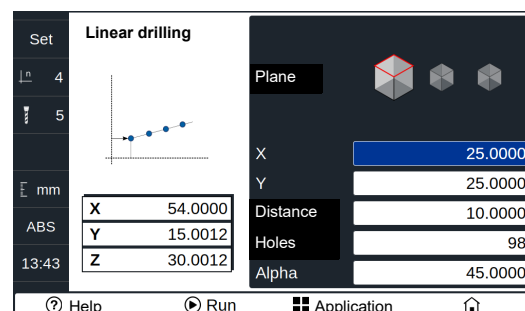 Set
Linear drilling
n 4
Plane
5
X 25.0000
mm
Y 25.0000
X 54.0000
Distance 10.0000
ABS
Y 15.0012
Holes 98
13:43
Z 30.0012
Alpha 45.0000
? Help
Run
Application